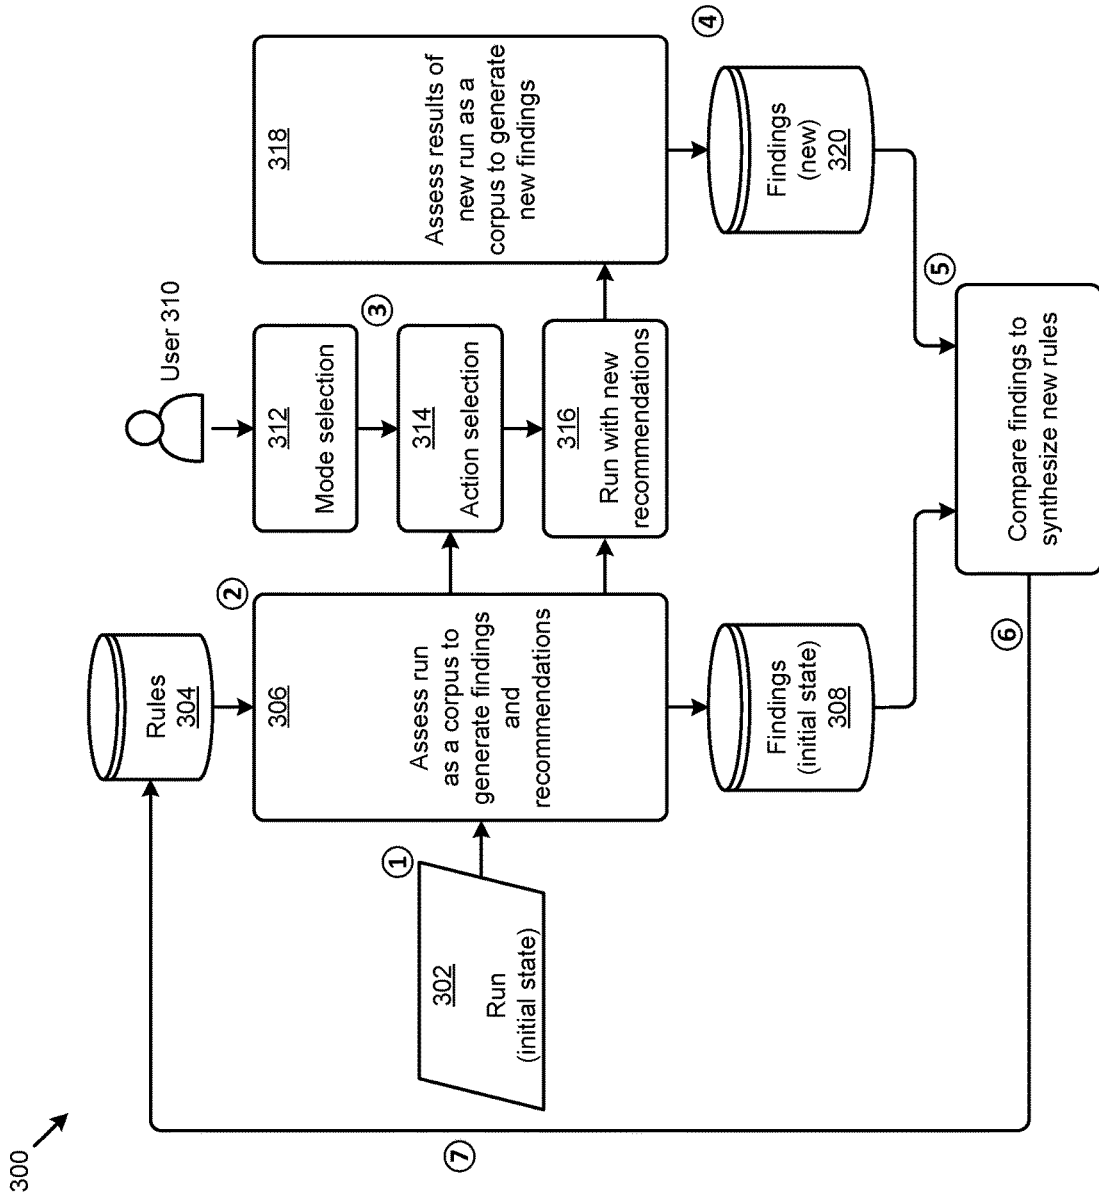 300
①
302
Run
(initial state)
Rules
304
②
306
Assess run
as a corpus to
generate findings
and
recommendations
Findings
(initial state)
308
User 310
312
Mode selection
③
314
Action selection
316
Run with new
recommendations
318
Assess results of
new run as a
corpus to generate
new findings
④
Findings
(new)
320
⑤
Compare findings to
synthesize new rules
⑥
⑦